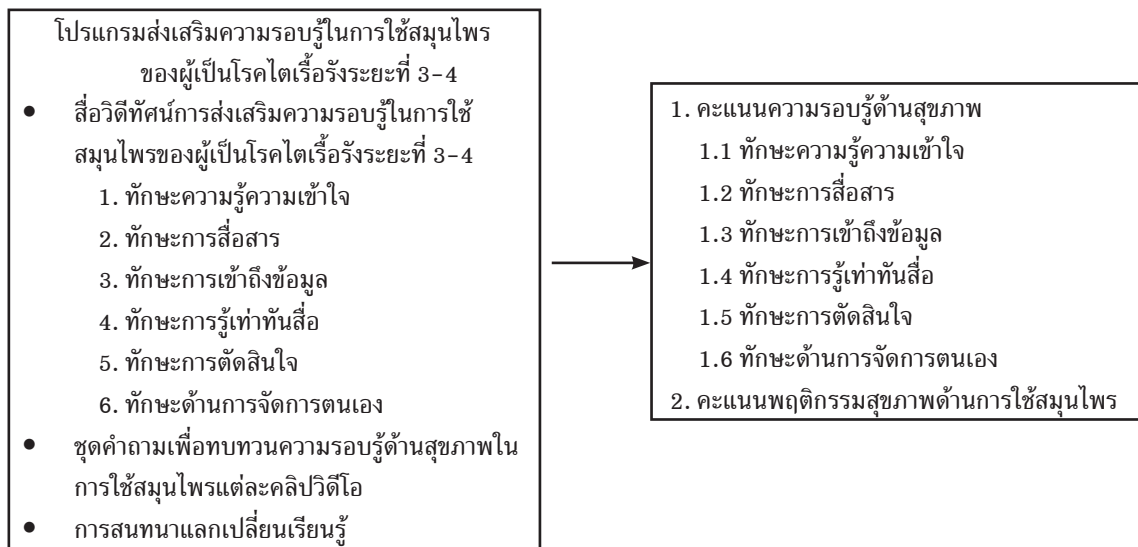 โปรแกรมส่งเสริมความรอบรู้ในการใช้สมุนไพร
ของผู้เป็นโรคไตเรื้อรังระยะที่ 3-4
● สื่อวิดีทัศน์การส่งเสริมความรอบรู้ในการใช้
สมุนไพรของผู้เป็นโรคไตเรื้อรังระยะที่ 3-4
1. ทักษะความรู้ความเข้าใจ
2. ทักษะการสื่อสาร
3. ทักษะการเข้าถึงข้อมูล
4. ทักษะการรู้เท่าทันสื่อ
5. ทักษะการตัดสินใจ
6. ทักษะด้านการจัดการตนเอง
● ชุดคำถามเพื่อทบทวนความรอบรู้ด้านสุขภาพใน
การใช้สมุนไพรแต่ละคลิปวิดีโอ
● การสนทนาแลกเปลี่ยนเรียนรู้
1. คะแนนความรอบรู้ด้านสุขภาพ
1.1 ทักษะความรู้ความเข้าใจ
1.2 ทักษะการสื่อสาร
1.3 ทักษะการเข้าถึงข้อมูล
1.4 ทักษะการรู้เท่าทันสื่อ
1.5 ทักษะการตัดสินใจ
1.6 ทักษะด้านการจัดการตนเอง
2. คะแนนพฤติกรรมสุขภาพด้านการใช้สมุนไพร